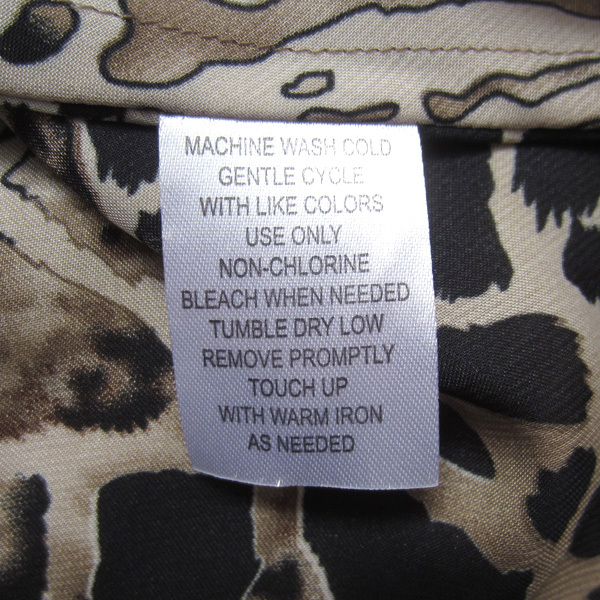 MACHINE WASH COLD
GENTLE CYCLE
WITH LIKE COLORS
USE ONLY
NON-CHLORINE
BLEACH WHEN NEEDED
TUMBLE DRY LOW
REMOVE PROMPTLY
TOUCH UP
WITH WARM IRON
AS NEEDED